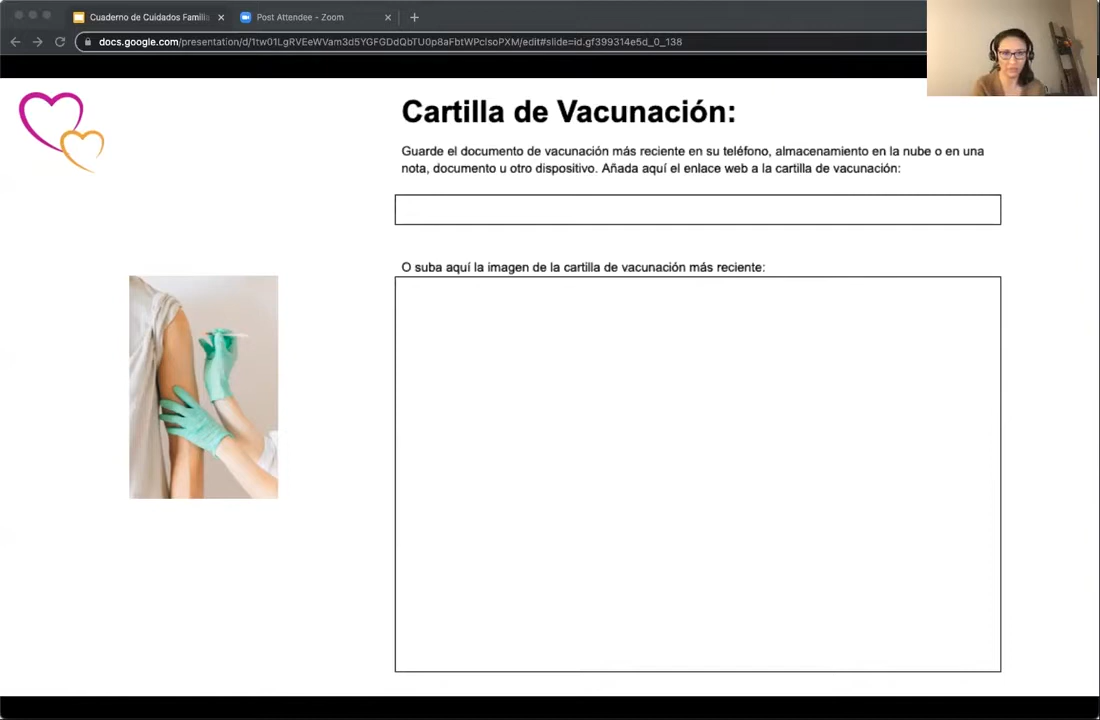 Cuaderno de Cuidados Famili
Post Attendee - Zoom
docs.google.com/presentation/d/1tw01LgRVEeWVam3d5YGFGDdQbTU0p8aFbtWPclsoPXM/edit#slide=id.gf399314e5d_0_138
Cartilla de Vacunación:
Guarde el documento de vacunación más reciente en su teléfono, almacenamiento en la nube o en una
nota, documento u otro dispositivo. Añada aquí el enlace web a la cartilla de vacunación:
O suba aquí la imagen de la cartilla de vacunación más reciente: